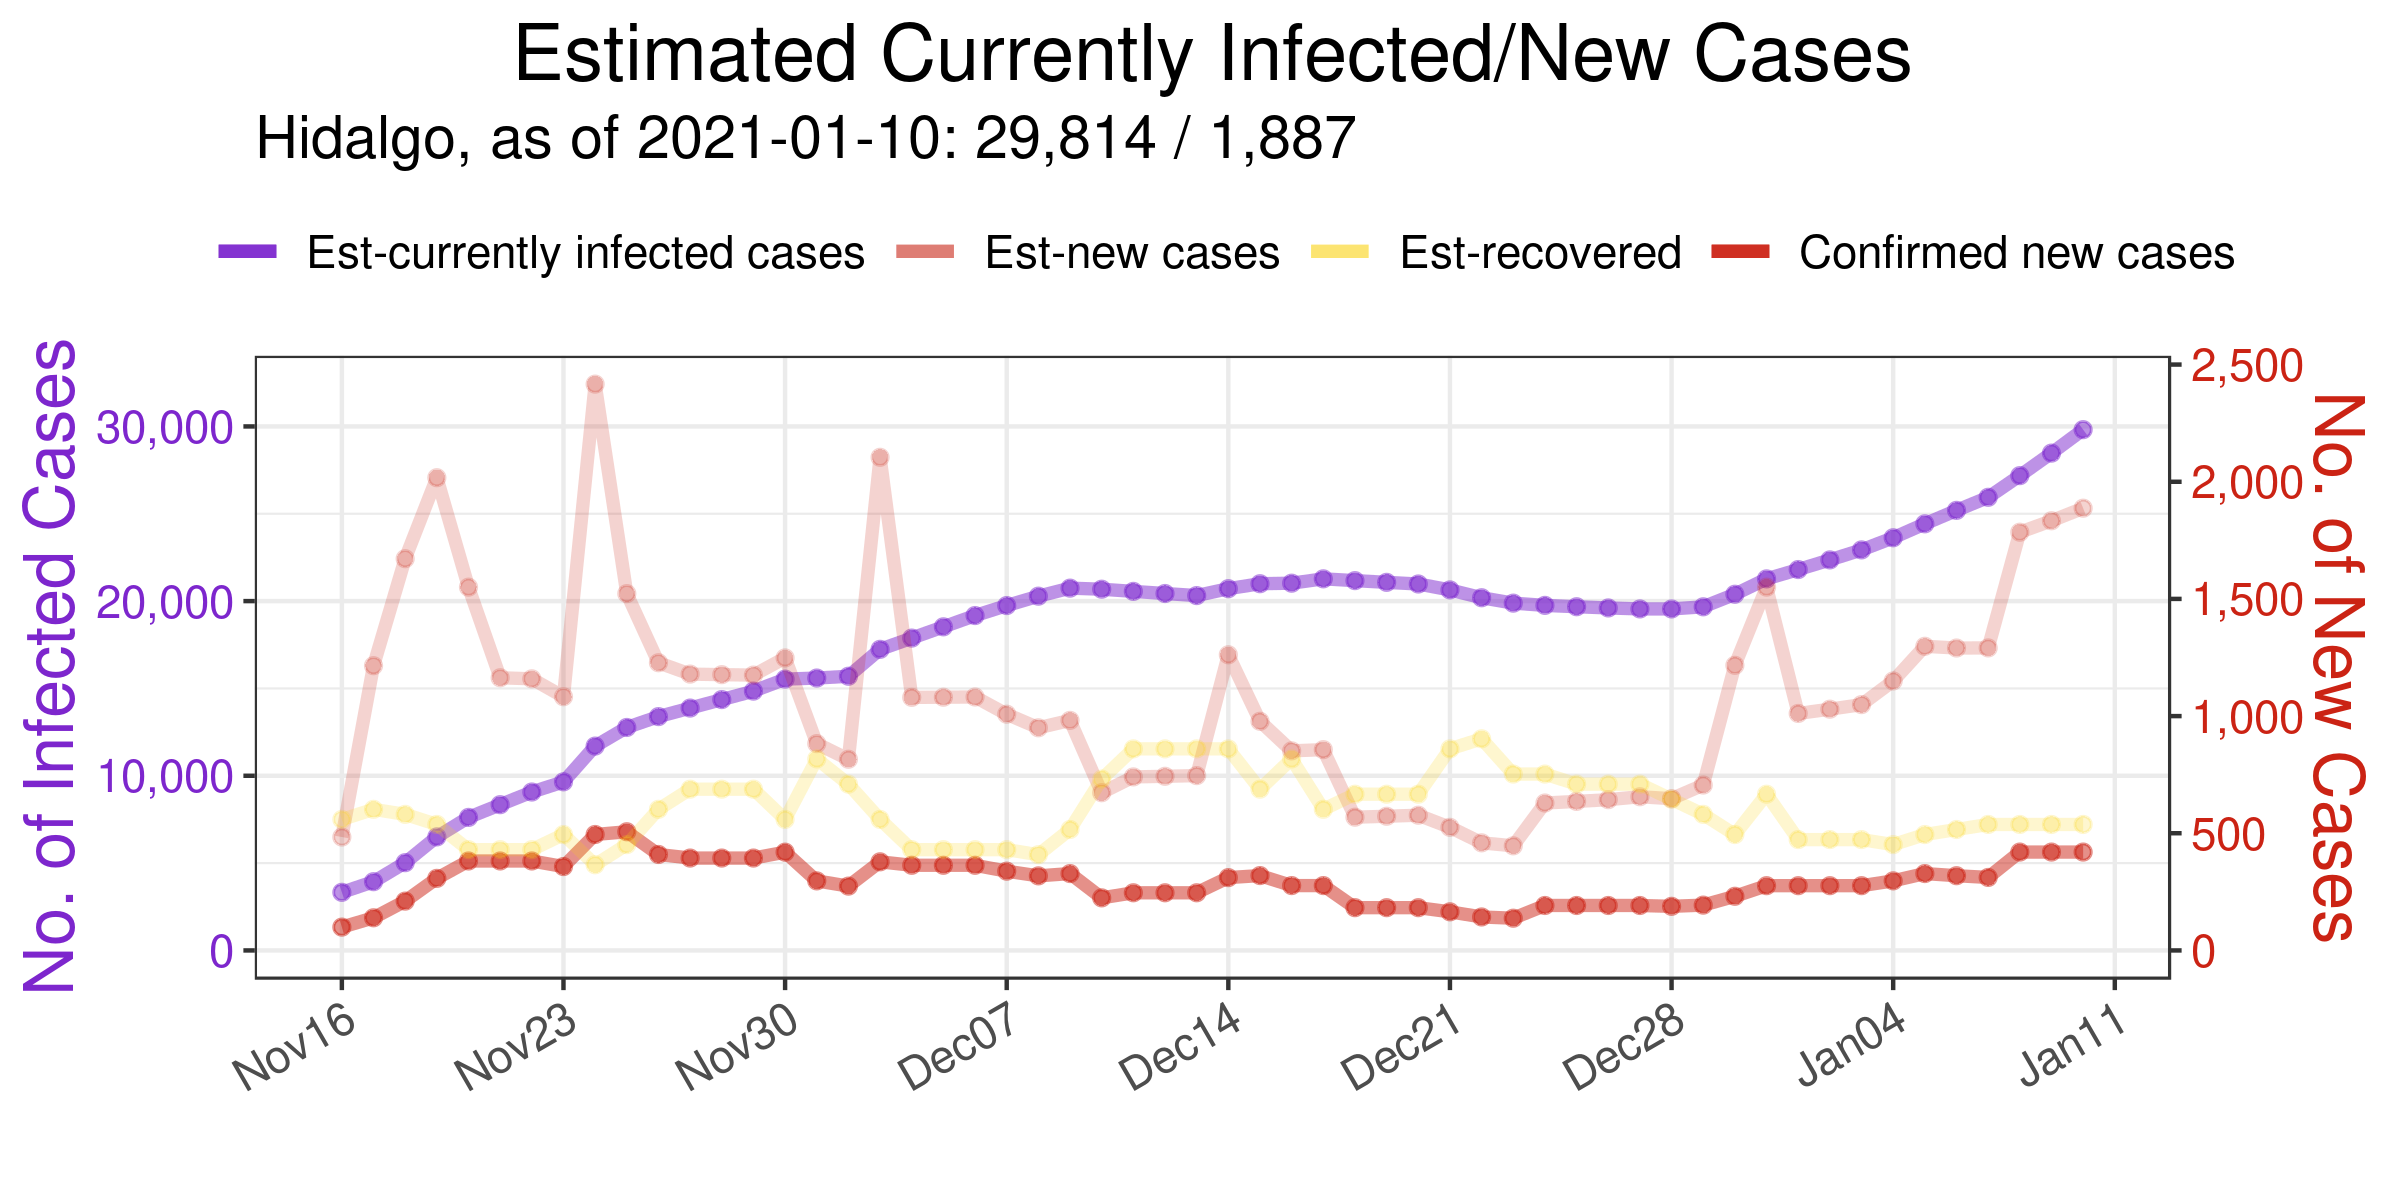 Estimated Currently Infected/New Cases
Hidalgo, as of 2021-01-10: 29,814 / 1,887
Est-currently infected cases Est-new cases Est-recovered Confirmed new cases
No. of Infected Cases
30,000
20,000
10,000
0
2,500
2,000
1,500
1,000
500
0
No. of New Cases
Nov16 Nov23 Nov30 Dec07 Dec14 Dec21 Dec28 Jan04 Jan11